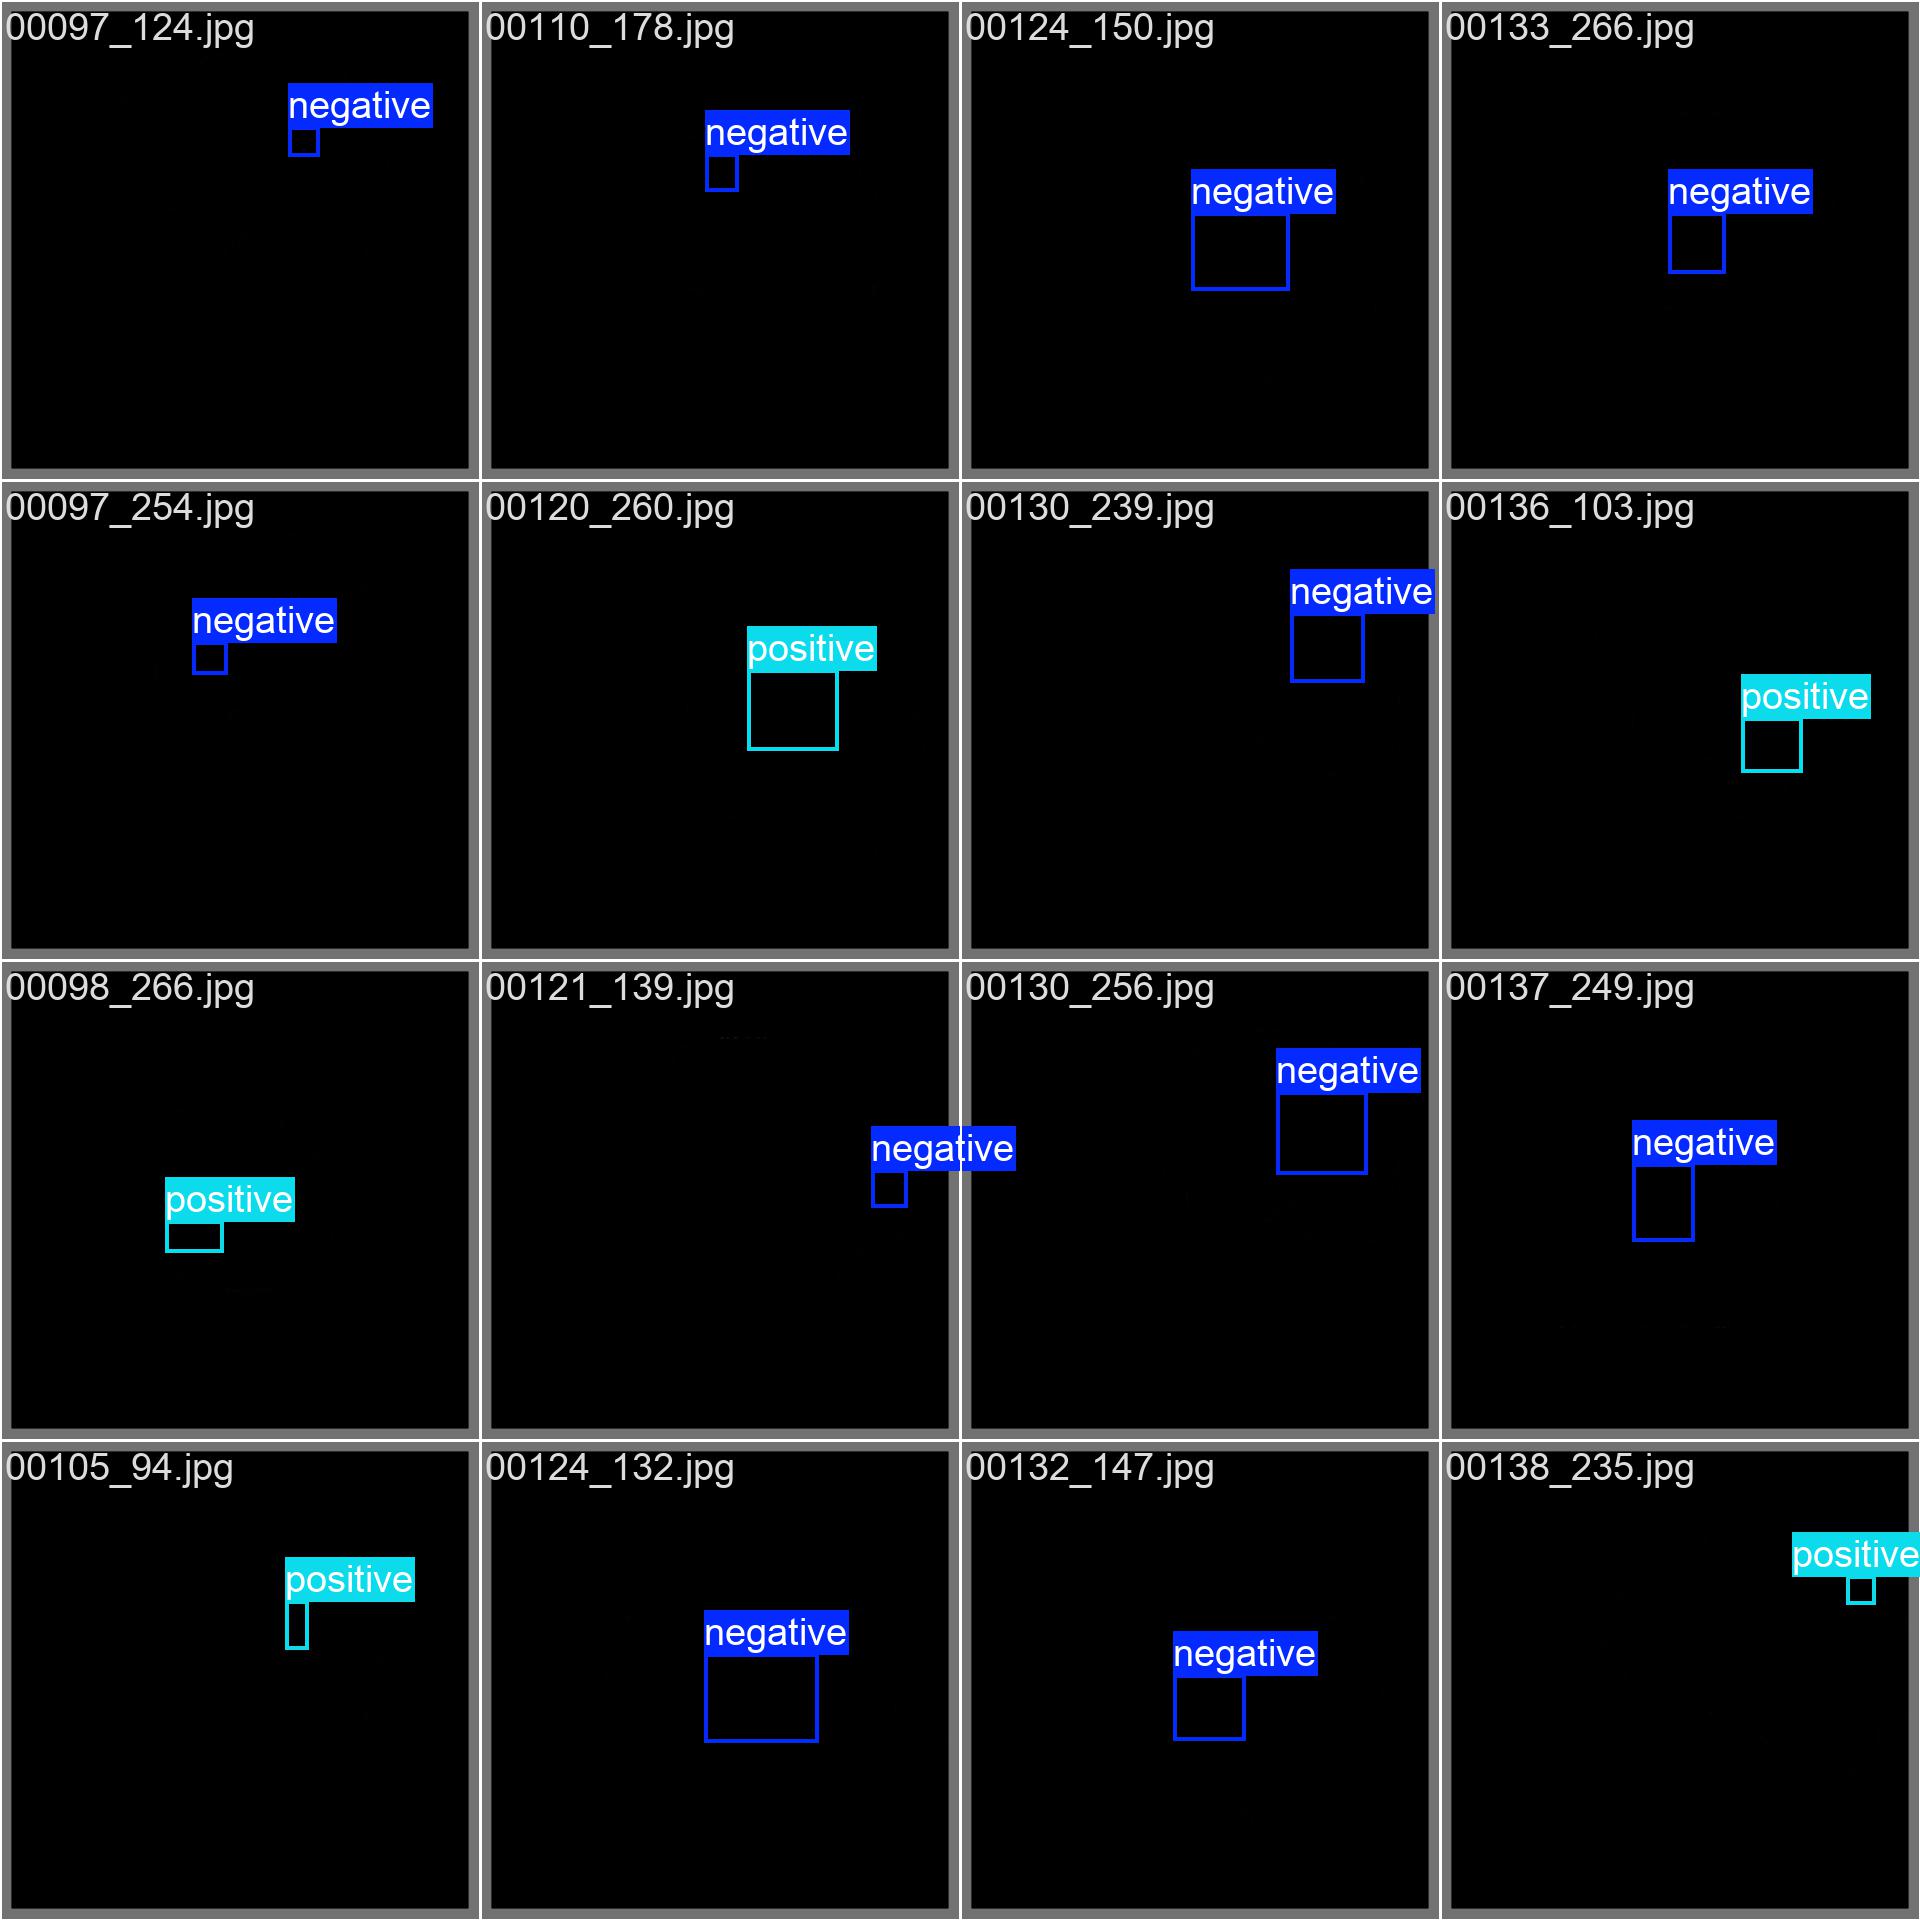 00097_124.jpg
negative
00110_178.jpg
negative
00124_150.jpg
negative
00133_266.jpg
negative
00097_254.jpg
negative
00120_260.jpg
positive
00130_239.jpg
negative
00136_103.jpg
positive
00098_266.jpg
positive
00121_139.jpg
negative
00130_256.jpg
negative
00137_249.jpg
negative
00105_94.jpg
positive
00124_132.jpg
negative
00132_147.jpg
negative
00138_235.jpg
positive